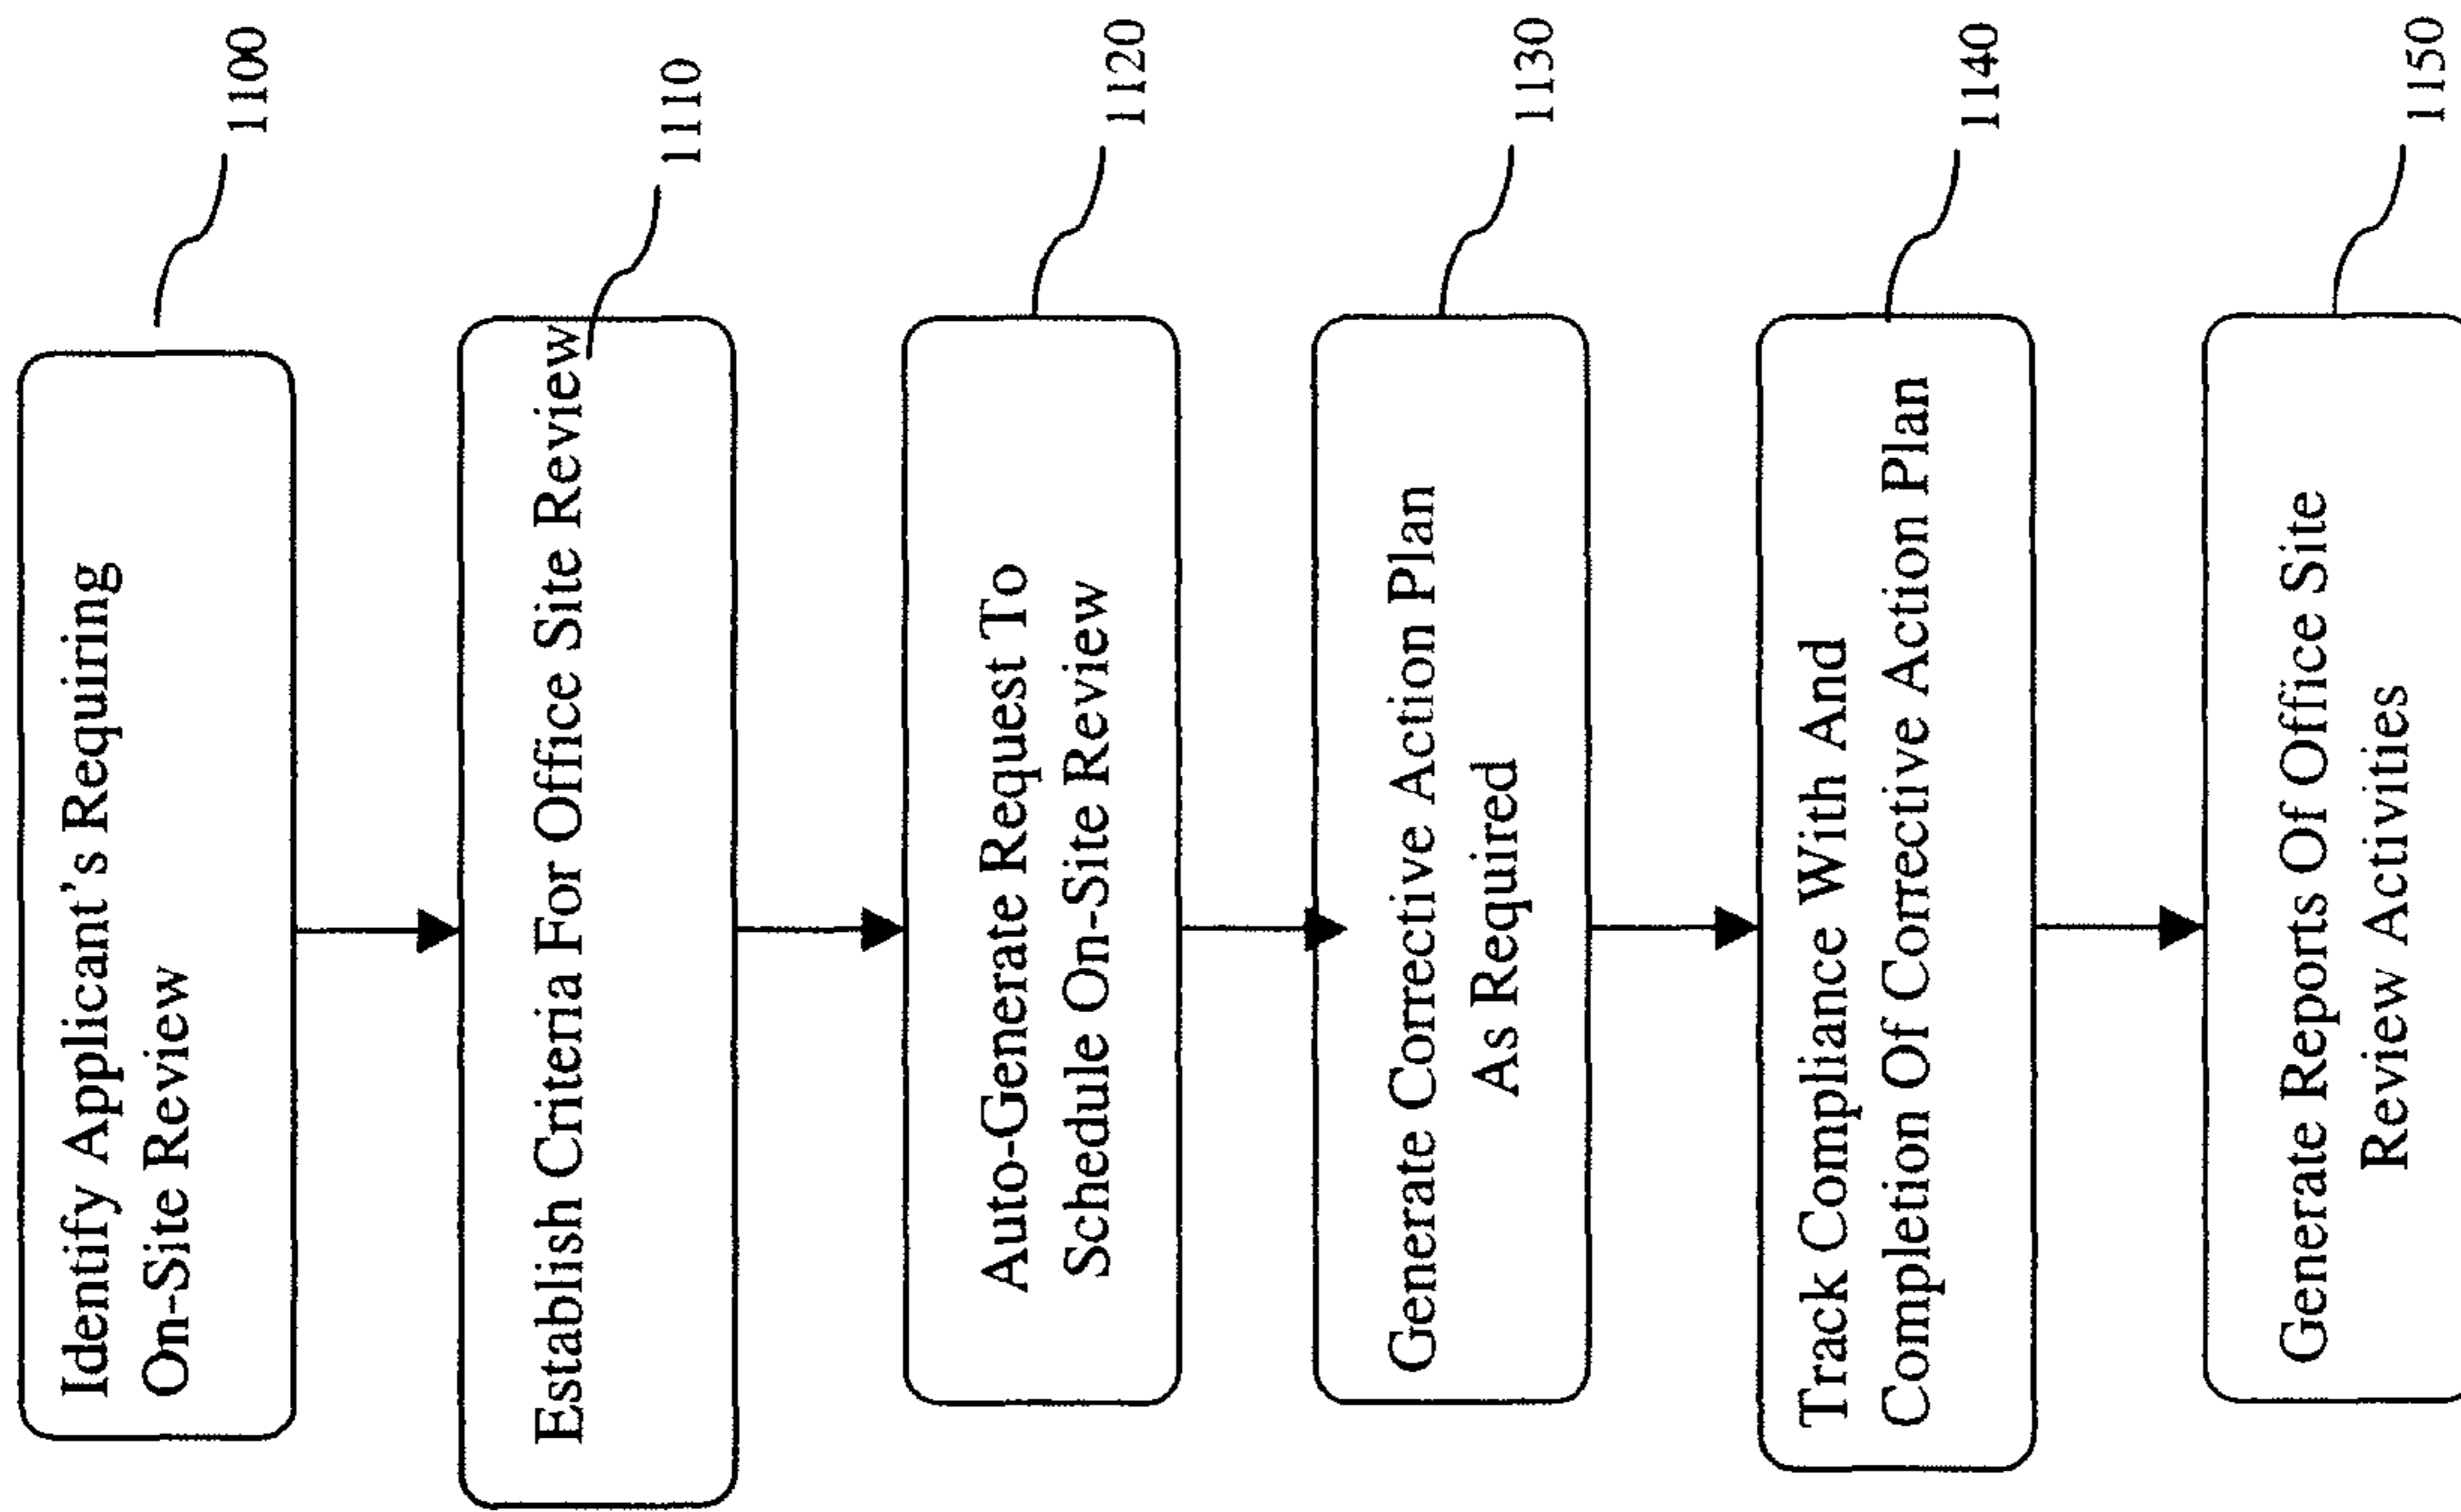 Identify Applicant's Requiring
On-Site Review
1100
Establish Criteria For Office Site Review
1110
Auto-Generate Request To
Schedule On-Site Review
1120
Generate Corrective Action Plan
As Required
1130
Track Compliance With And
Completion Of Corrective Action Plan
1140
Generate Reports Of Office Site
Review Activities
1150